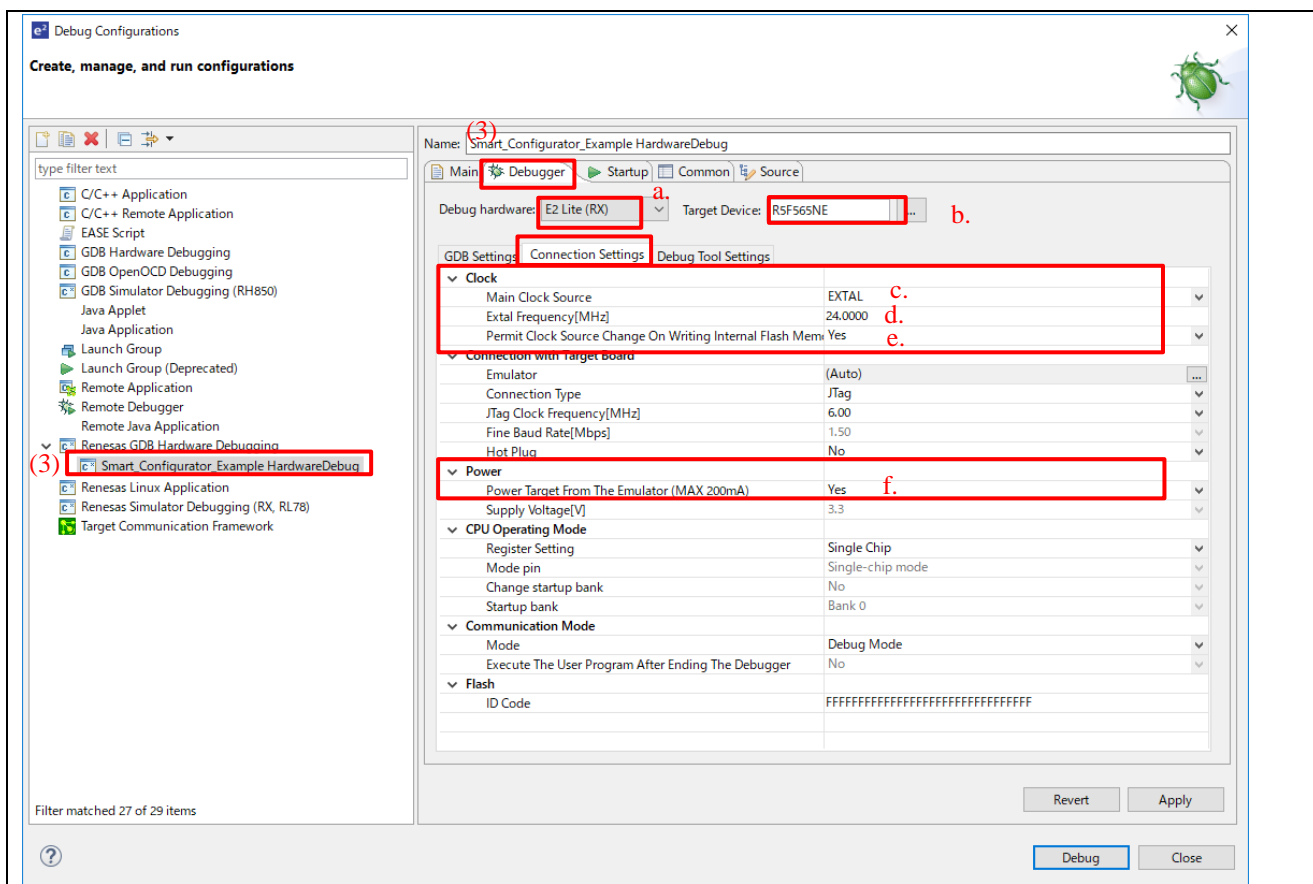 e² Debug Configurations
Create, manage, and run configurations
type filter text
C/C++ Application
C/C++ Remote Application
EASE Script
GDB Hardware Debugging
GDB OpenOCD Debugging
GDB Simulator Debugging (RH850)
Java Applet
Java Application
Launch Group
Launch Group (Deprecated)
Remote Application
Remote Debugger
Remote Java Application
Renesas GDB Hardware Debugging
(3) Smart_Configurator_Example HardwareDebug
Renesas Linux Application
Renesas Simulator Debugging (RX, RL78)
Target Communication Framework
Filter matched 27 of 29 items
(3)
Name: Smart_Configurator_Example HardwareDebug
Main Debugger Startup Common Source
a.
Debug hardware: E2 Lite (RX) Target Device: R5F565NE ... b.
GDB Settings Connection Settings Debug Tool Settings
Clock
Main Clock Source EXTAL c.
Extal Frequency[MHz] 24.0000 d.
Permit Clock Source Change On Writing Internal Flash Mem Yes e.
Connection with Target Board
Emulator (Auto) ...
Connection Type JTag
JTag Clock Frequency[MHz] 6.00
Fine Baud Rate[Mbps] 1.50
Hot Plug No
Power
Power Target From The Emulator (MAX 200mA) Yes f.
Supply Voltage[V] 3.3
CPU Operating Mode
Register Setting Single Chip
Mode pin Single-chip mode
Change startup bank No
Startup bank Bank 0
Communication Mode
Mode Debug Mode
Execute The User Program After Ending The Debugger No
Flash
ID Code FFFFFFFFFFFFFFFFFFFFFFFFFFFFFFFF
Revert Apply
Debug Close